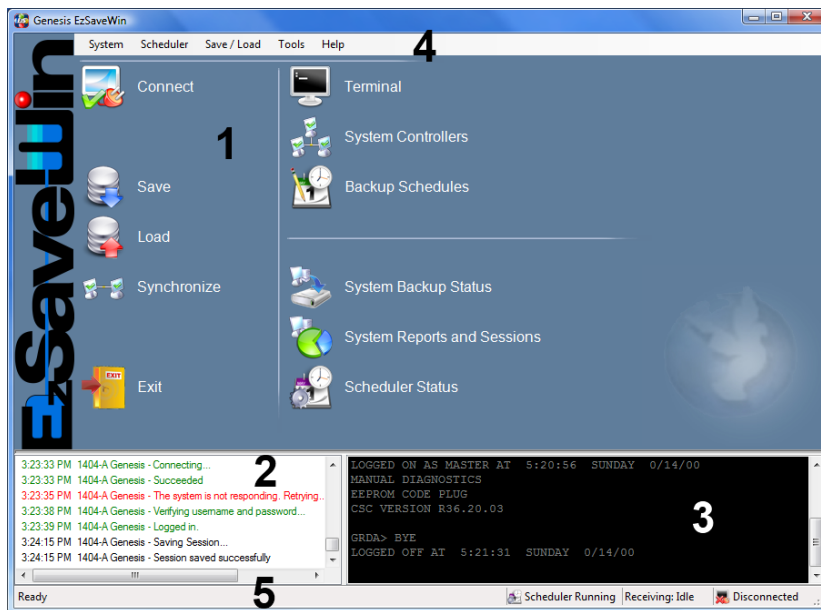 Genesis EzSaveWin
System Scheduler Save / Load Tools Help
4
EzSaveWin
Connect
Terminal
1
System Controllers
Save
Backup Schedules
1
Load
Synchronize
System Backup Status
System Reports and Sessions
EXIT
Exit
Scheduler Status
2
3:23:33 PM 1404-A Genesis - Connecting...
3:23:33 PM 1404-A Genesis - Succeeded
3:23:35 PM 1404-A Genesis - The system is not responding. Retrying..
3:23:38 PM 1404-A Genesis - Verifying username and password...
3:23:39 PM 1404-A Genesis - Logged in.
3:24:15 PM 1404-A Genesis - Saving Session...
3:24:15 PM 1404-A Genesis - Session saved successfully
LOGGED ON AS MASTER AT 5:20:56 SUNDAY 0/14/00
MANUAL DIAGNOSTICS
EEPROM CODE PLUG
CSC VERSION R36.20.03
3
GRDA> BYE
LOGGED OFF AT 5:21:31 SUNDAY 0/14/00
5
Ready
Scheduler Running Receiving: Idle Disconnected